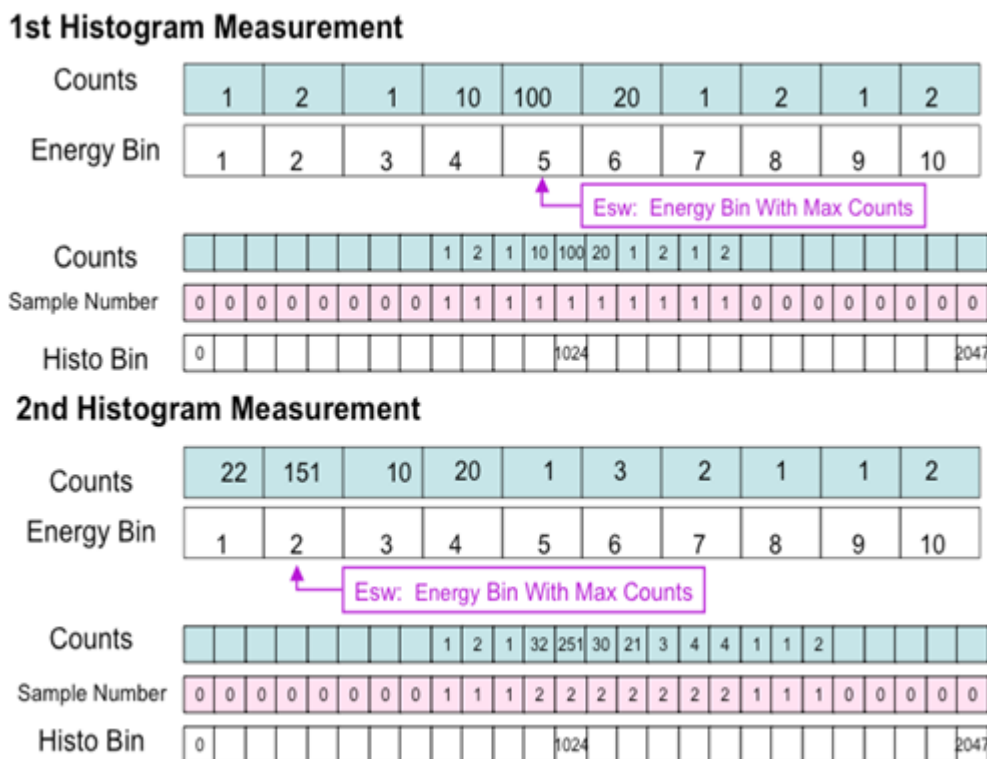 1st Histogram Measurement
Counts 1 2 1 10 100 20 1 2 1 2
Energy Bin 1 2 3 4 5 6 7 8 9 10
Esw: Energy Bin With Max Counts
Counts 1 2 1 10 100 20 1 2 1 2
Sample Number 0 0 0 0 0 0 0 0 1 1 1 1 1 1 1 1 1 1 0 0 0 0 0 0 0 0
Histo Bin 0 1024 2047
2nd Histogram Measurement
Counts 22 151 10 20 1 3 2 1 1 2
Energy Bin 1 2 3 4 5 6 7 8 9 10
Esw: Energy Bin With Max Counts
Counts 1 2 1 32 251 30 21 3 4 4 1 1 2
Sample Number 0 0 0 0 0 0 0 0 1 1 1 2 2 2 2 2 2 2 1 1 1 0 0 0 0 0
Histo Bin 0 1024 2047